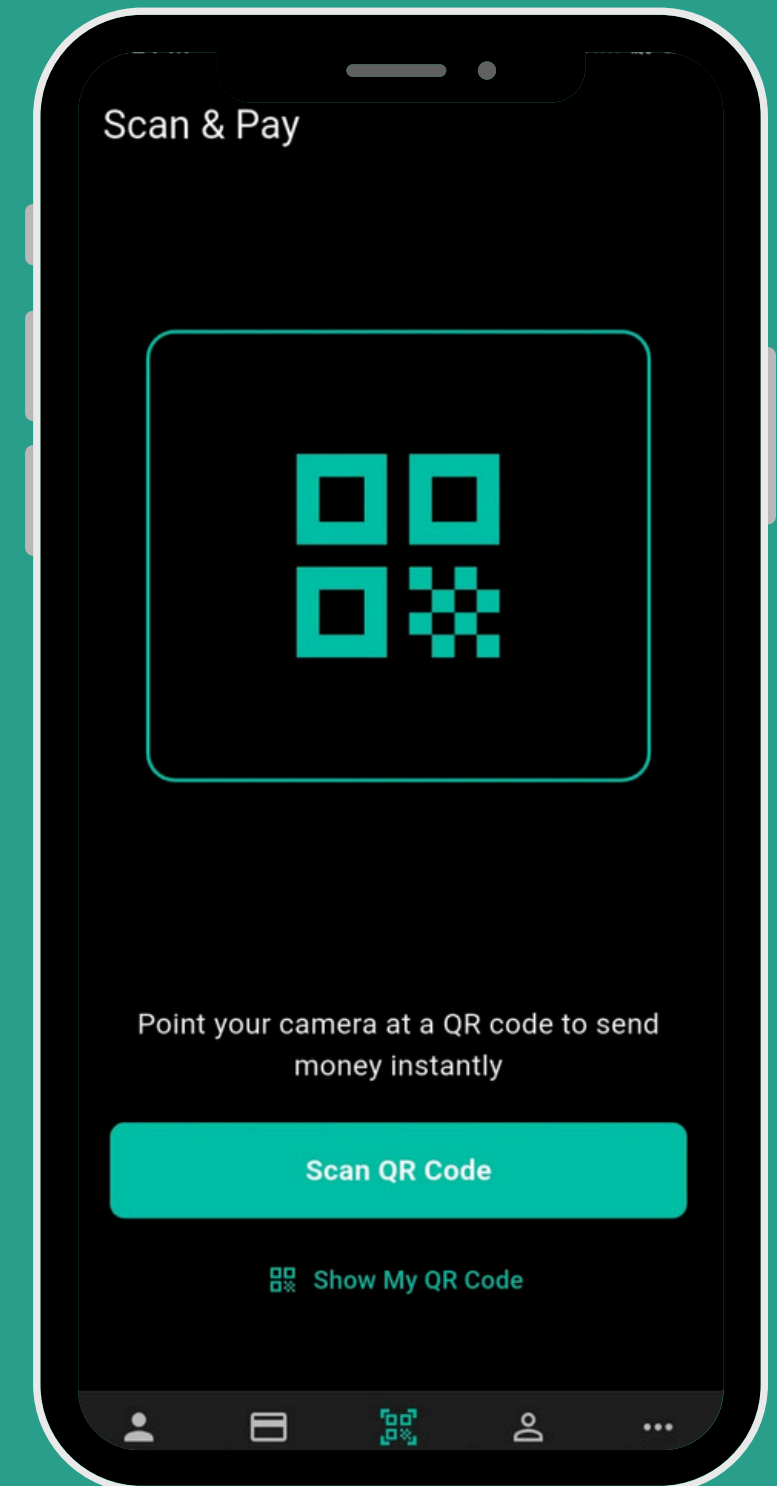 Scan & Pay
Point your camera at a QR code to send
money instantly
Scan QR Code
Show My QR Code